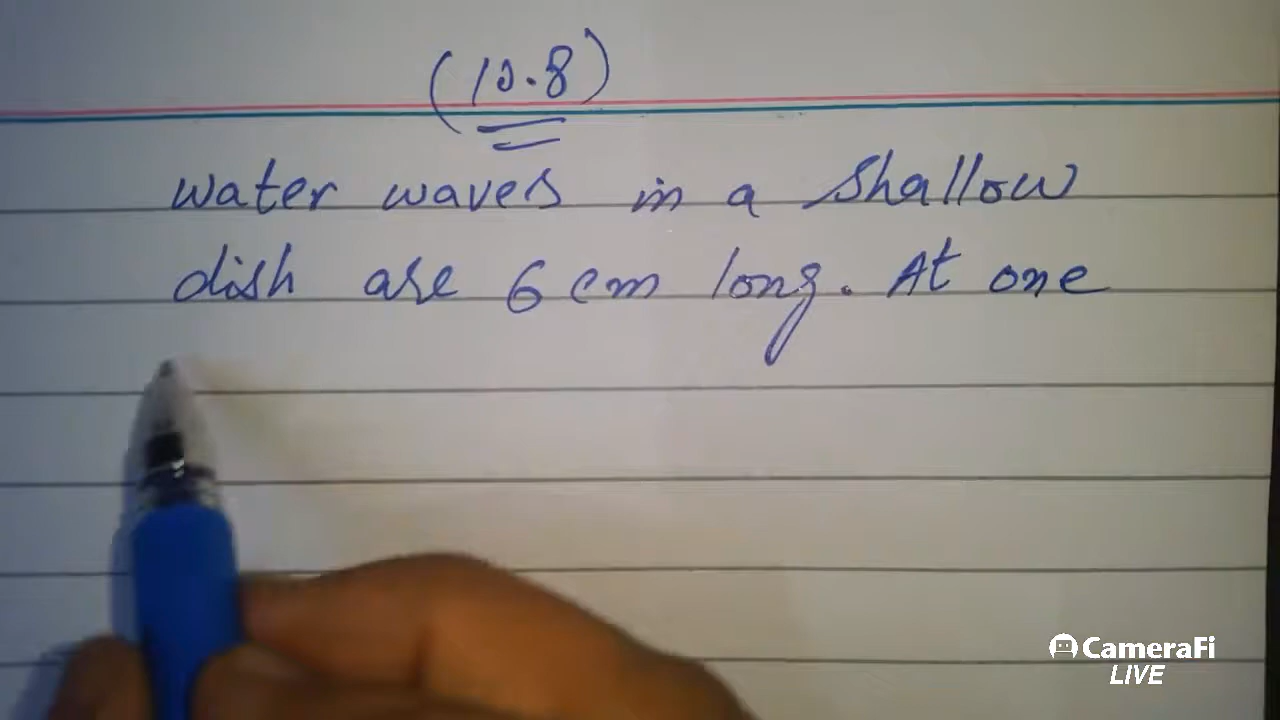 (10.8)
water waves in a shallow
dish are 6 cm long. At one
CameraFi
LIVE